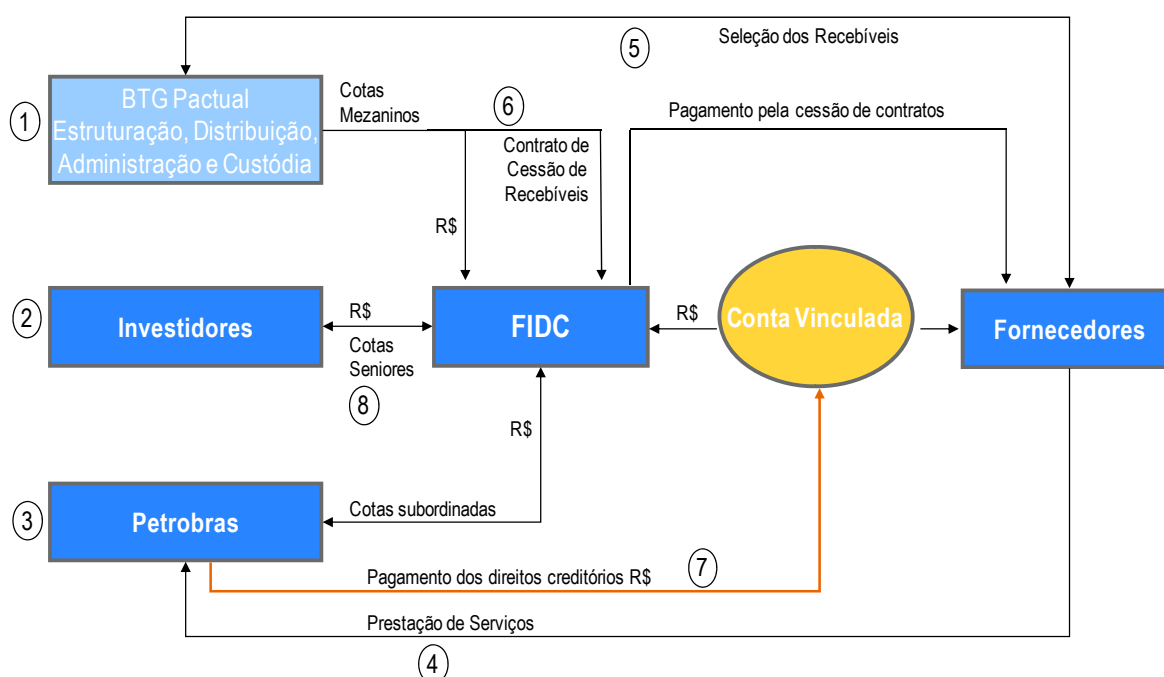 5
Seleção dos Recebíveis
1
BTG Pactual
Estruturação, Distribuição,
Administração e Custódia
Cotas
Mezaninos
6
Contrato de
Cessão de
Recebíveis
R$
Pagamento pela cessão de contratos
2
Investidores
R$
Cotas
Seniores
8
FIDC
R$
Conta Vinculada
Fornecedores
R$
3
Petrobras
Cotas subordinadas
Pagamento dos direitos creditórios R$
7
Prestação de Serviços
4